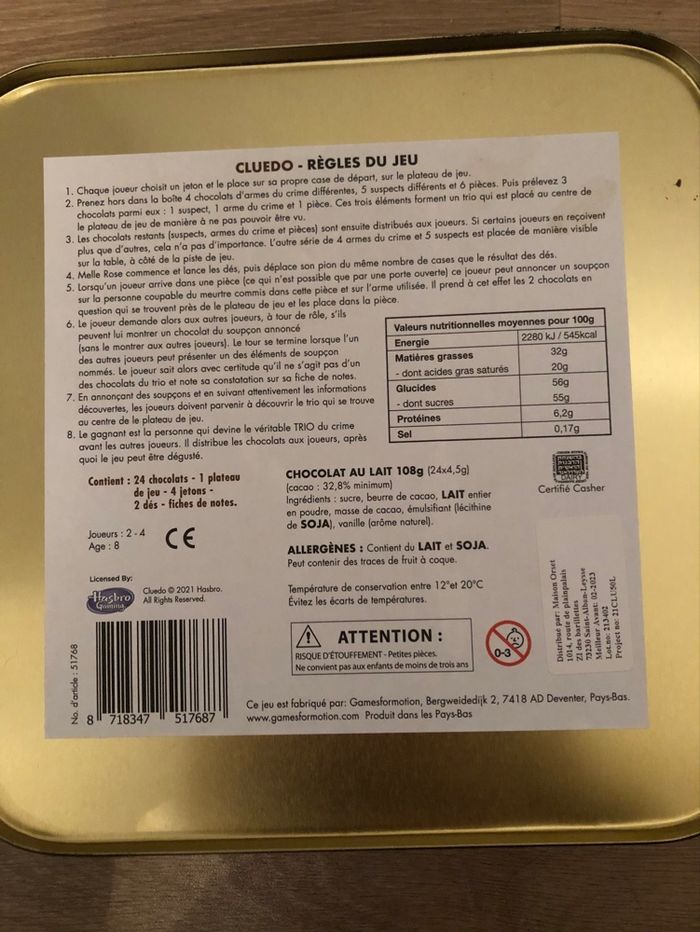 CLUEDO - RÈGLES DU JEU
1. Chaque joueur choisit un jeton et le place sur sa propre case de départ, sur le plateau de jeu.
2. Prenez hors dans la boîte 4 chocolats d'armes du crime différentes, 5 suspects différents et 6 pièces. Puis prélevez 3
chocolats parmi eux : 1 suspect, 1 arme du crime et 1 pièce. Ces trois éléments forment un trio qui est placé au centre de
le plateau de jeu de manière à ne pas pouvoir être vu.
3. Les chocolats restants (suspects, armes du crime et pièces) sont ensuite distribués aux joueurs. Si certains joueurs en reçoivent
plus que d'autres, cela n'a pas d'importance. L'autre série de 4 armes du crime et 5 suspects est placée de manière visible
sur la table, à côté de la piste de jeu.
4. Melle Rose commence et lance les dés, puis déplace son pion du même nombre de cases que le résultat des dés.
5. Lorsqu'un joueur arrive dans une pièce (ce qui n'est possible que par une porte ouverte) ce joueur peut annoncer un soupçon
sur la personne coupable du meurtre commis dans cette pièce et sur l'arme utilisée. Il prend à cet effet les 2 chocolats en
question qui se trouvent près de le plateau de jeu et les place dans la pièce.
6. Le joueur demande alors aux autres joueurs, à tour de rôle, s'ils
peuvent lui montrer un chocolat du soupçon annoncé
(sans le montrer aux autres joueurs). Le tour se termine lorsque l'un
des autres joueurs peut présenter un des éléments de soupçon
nommés. Le joueur sait alors avec certitude qu'il ne s'agit pas d'un
des chocolats du trio et note sa constatation sur sa fiche de notes.
7. En annonçant des soupçons et en suivant attentivement les informations
découvertes, les joueurs doivent parvenir à découvrir le trio qui se trouve
au centre de le plateau de jeu.
8. Le gagnant est la personne qui devine le véritable TRIO du crime
avant les autres joueurs. Il distribue les chocolats aux joueurs, après
quoi le jeu peut être dégusté.
Valeurs nutritionnelles moyennes pour 100g
Energie 2280 kJ / 545kcal
Matières grasses 32g
- dont acides gras saturés 20g
Glucides 56g
- dont sucres 55g
Protéines 6,2g
Sel 0,17g
Contient : 24 chocolats - 1 plateau
de jeu - 4 jetons -
2 dés - fiches de notes.
Joueurs : 2 - 4
Age : 8
CE
CHOCOLAT AU LAIT 108g (24x4,5g)
(cacao : 32,8% minimum)
Ingrédients : sucre, beurre de cacao, LAIT entier
en poudre, masse de cacao, émulsifiant (lécithine
de SOJA), vanille (arôme naturel).
DAIRY
Certifié Casher
ALLERGÈNES : Contient du LAIT et SOJA.
Peut contenir des traces de fruit à coque.
Température de conservation entre 12°et 20°C
Évitez les écarts de températures.
Licensed By:
Hasbro
Gaming
Cluedo © 2021 Hasbro.
All Rights Reserved.
ATTENTION :
RISQUE D'ÉTOUFFEMENT - Petites pièces.
Ne convient pas aux enfants de moins de trois ans
0-3
Distribué par: Maison Orset
1014, route de plainpalais
ZI des barillettes
73230 Saint-Alban-Leysse
Meilleur Avant: 02-2023
Lot no: 213402
Project no: 21CLU50L
No. d'article : 51768
8 718347 517687
Ce jeu est fabriqué par: Gamesformotion, Bergweidedijk 2, 7418 AD Deventer, Pays-Bas.
www.gamesformotion.com Produit dans les Pays-Bas